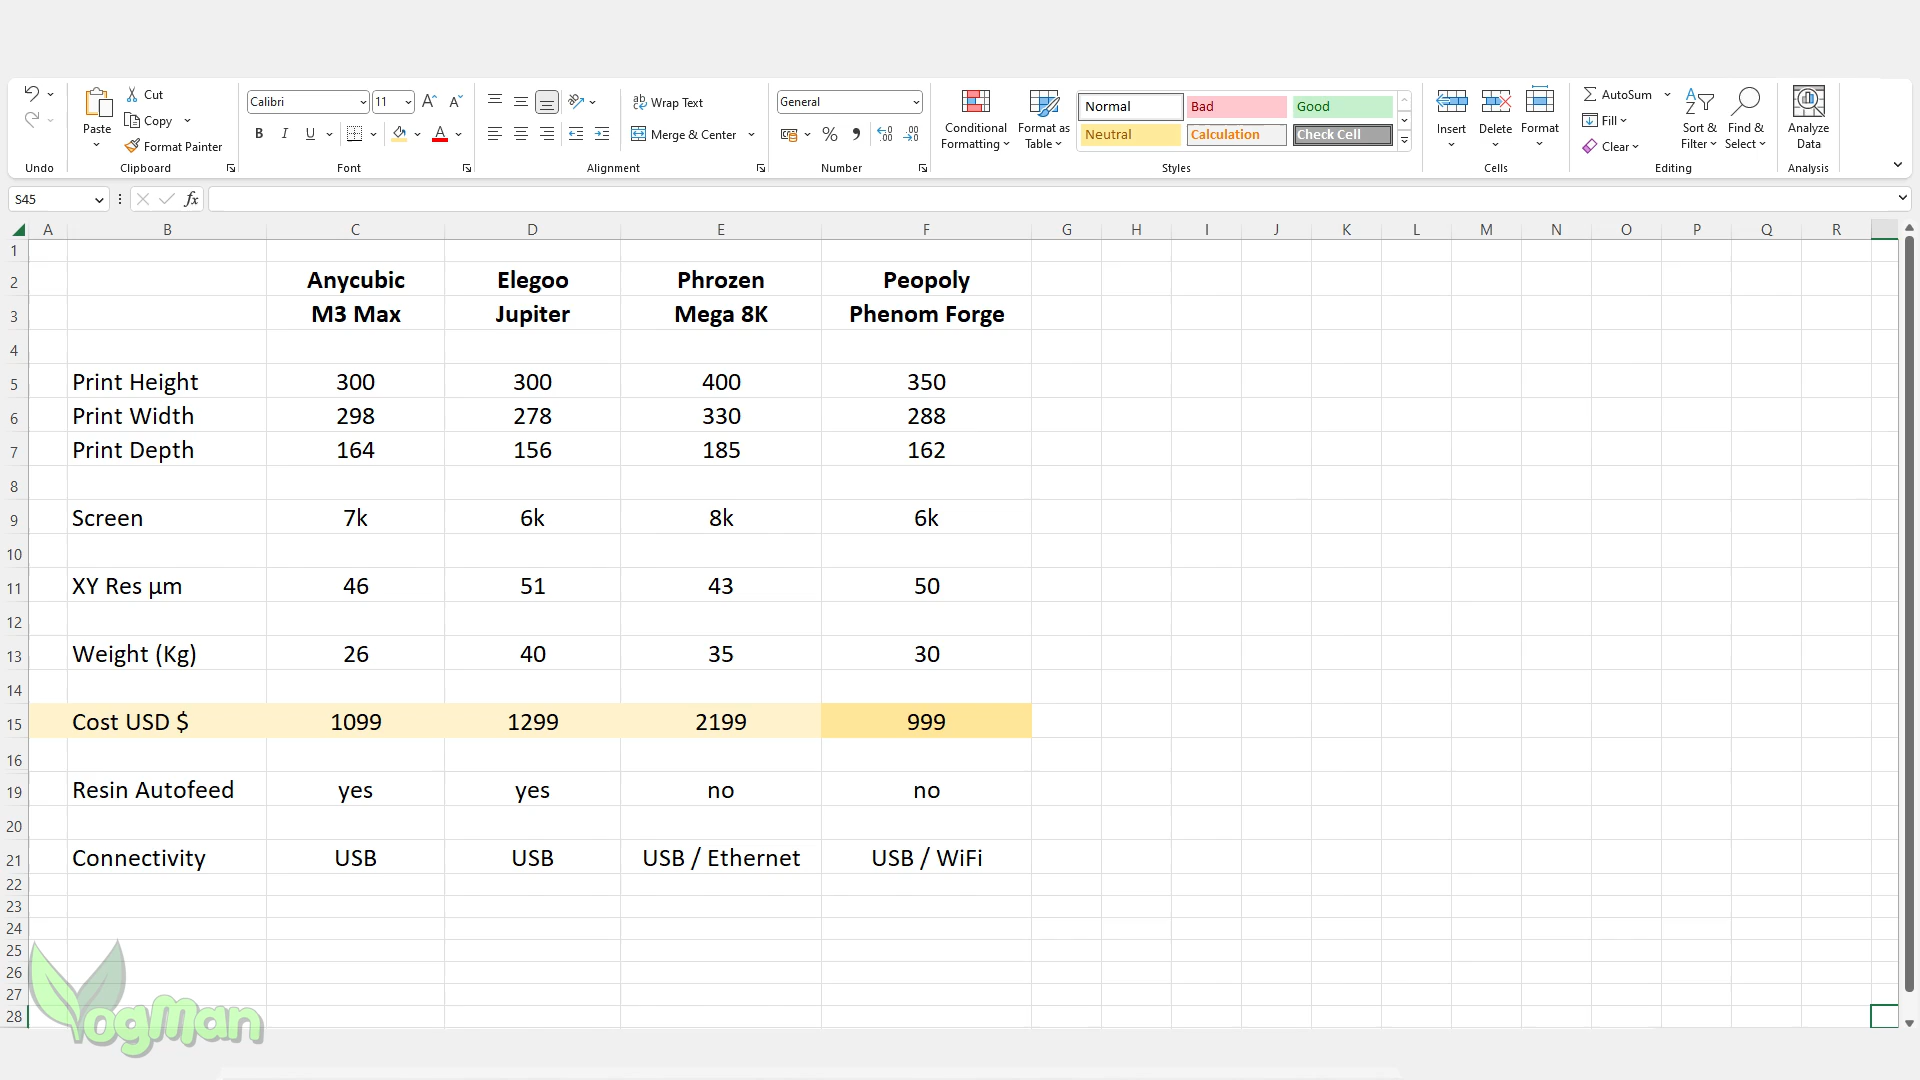 Cut
Copy
Format Painter
Paste
Undo
Clipboard
Calibri
11
B I U
A
Font
Wrap Text
Merge & Center
Alignment
General
%
Number
Conditional
Formatting
Format as
Table
Normal
Bad
Good
Neutral
Calculation
Check Cell
Styles
Insert
Delete
Format
Cells
AutoSum
Fill
Clear
Sort &
Filter
Find &
Select
Editing
Analyze
Data
Analysis
S45
fx
A B C D E F G H I J K L M N O P Q R
1
2 Anycubic Elegoo Phrozen Peopoly
3 M3 Max Jupiter Mega 8K Phenom Forge
4
5 Print Height 300 300 400 350
6 Print Width 298 278 330 288
7 Print Depth 164 156 185 162
8
9 Screen 7k 6k 8k 6k
10
11 XY Res µm 46 51 43 50
12
13 Weight (Kg) 26 40 35 30
14
15 Cost USD $ 1099 1299 2199 999
16
19 Resin Autofeed yes yes no no
20
21 Connectivity USB USB USB / Ethernet USB / WiFi
22
23
24
25
26
27
28
YogMan